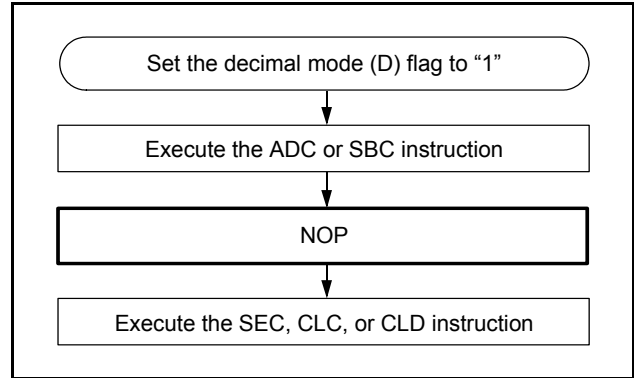 Set the decimal mode (D) flag to “1”
Execute the ADC or SBC instruction
NOP
Execute the SEC, CLC, or CLD instruction